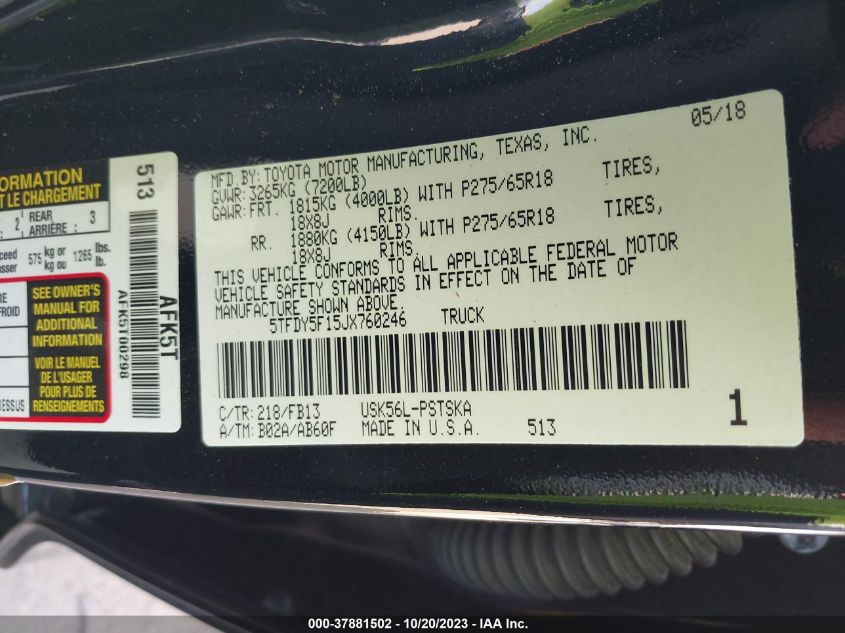 FORMATION
T LE CHARGEMENT
: 2 REAR ARRIÈRE : 3
575 kg or kg ou 1265 lbs. lb.
SEE OWNER'S
MANUAL FOR
ADDITIONAL
INFORMATION
VOIR LE MANUEL
DE L'USAGER
POUR PLUS DE
RENSEIGNEMENTS
513
AFK5T
AFK5T00298
05/18
MFD.BY:TOYOTA MOTOR MANUFACTURING, TEXAS, INC.
GVWR: 3265KG (7200LB)
GAWR: FRT. 1815KG (4000LB) WITH P275/65R18 TIRES,
18X8J RIMS.
RR. 1880KG (4150LB) WITH P275/65R18 TIRES,
18X8J RIMS.
THIS VEHICLE CONFORMS TO ALL APPLICABLE FEDERAL MOTOR
VEHICLE SAFETY STANDARDS IN EFFECT ON THE DATE OF
MANUFACTURE SHOWN ABOVE.
5TFDY5F15JX760246 TRUCK
C/TR: 218/FB13 USK56L-PSTSKA
A/TM: B02A/AB60F MADE IN U.S.A. 513
1
000-37881502 - 10/20/2023 - COPART, INC.